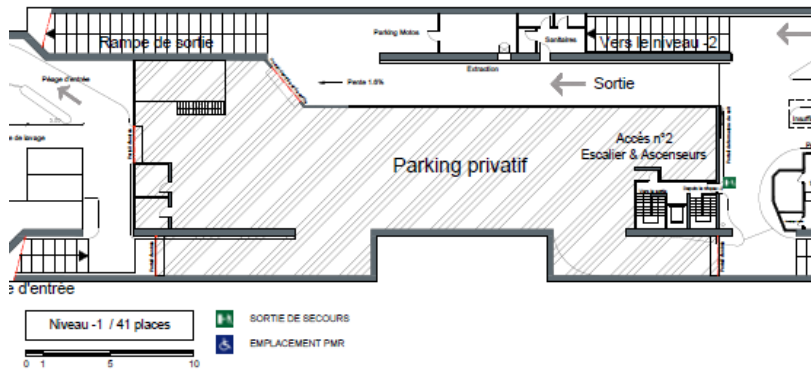 Rampe de sortie
Parking Motos
Sanitaires
Vers le niveau -2
Extraction
Péage d'entrée
Pente 1.6%
Sortie
de lavage
Accès n°2
Escalier & Ascenseurs
Parking privatif
e d'entrée
Niveau -1 / 41 places
SORTIE DE SECOURS
EMPLACEMENT PMR
0 1 5 10